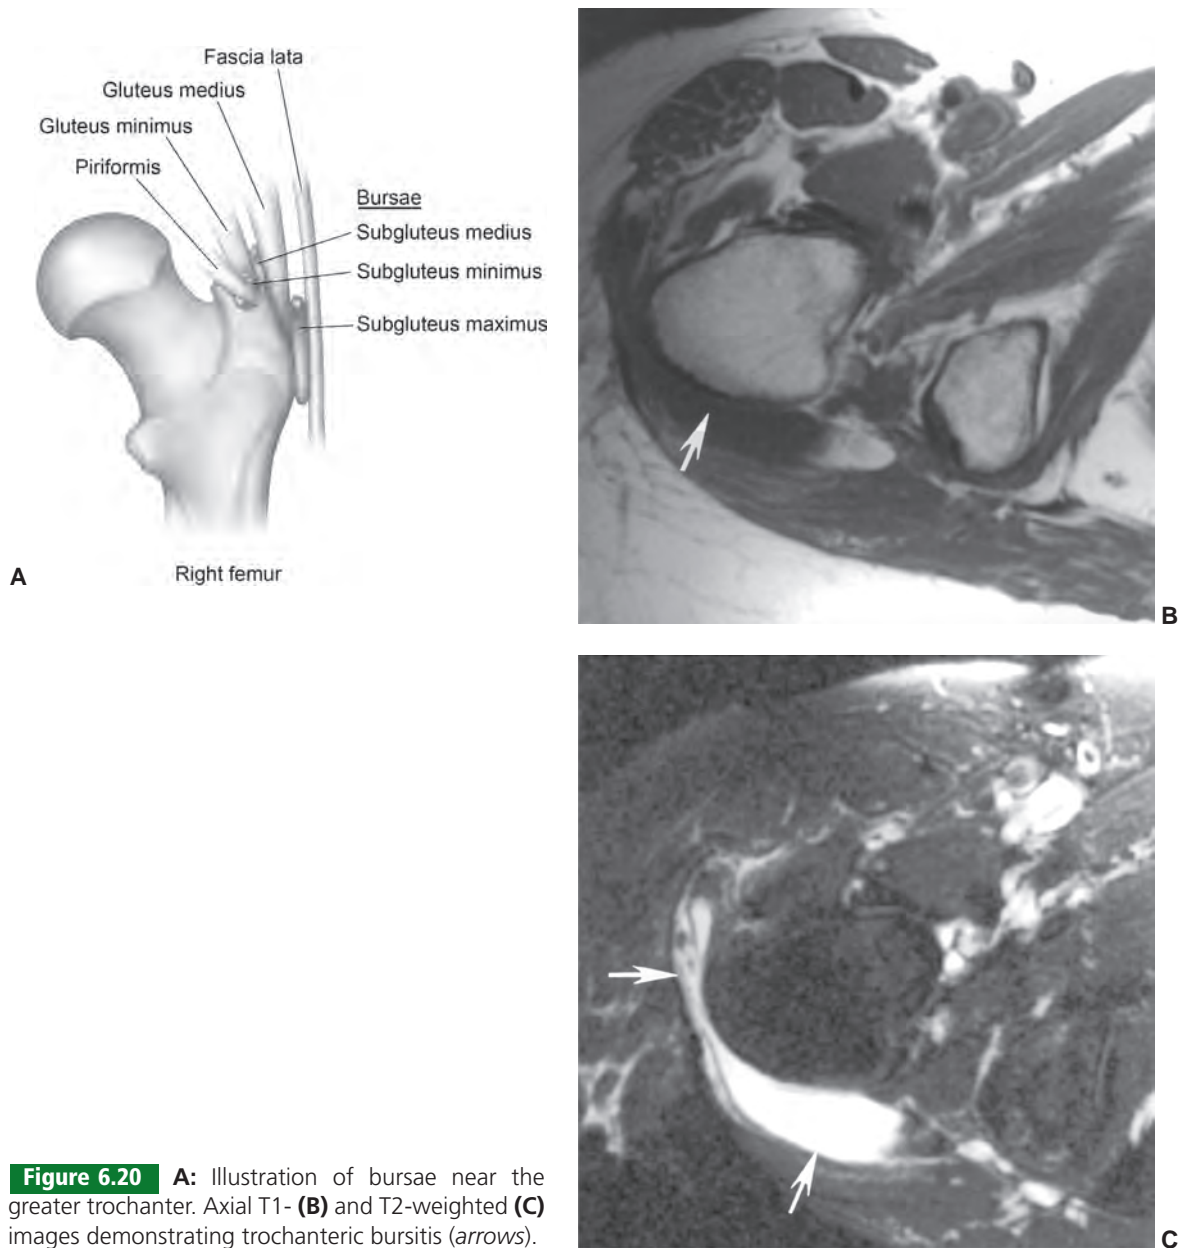 Fascia lata
Gluteus medius
Gluteus minimus
Piriformis
Bursae
Subgluteus medius
Subgluteus minimus
Subgluteus maximus
A
Right femur
B
C
Figure 6.20 A: Illustration of bursae near the
greater trochanter. Axial T1- (B) and T2-weighted (C)
images demonstrating trochanteric bursitis (arrows).